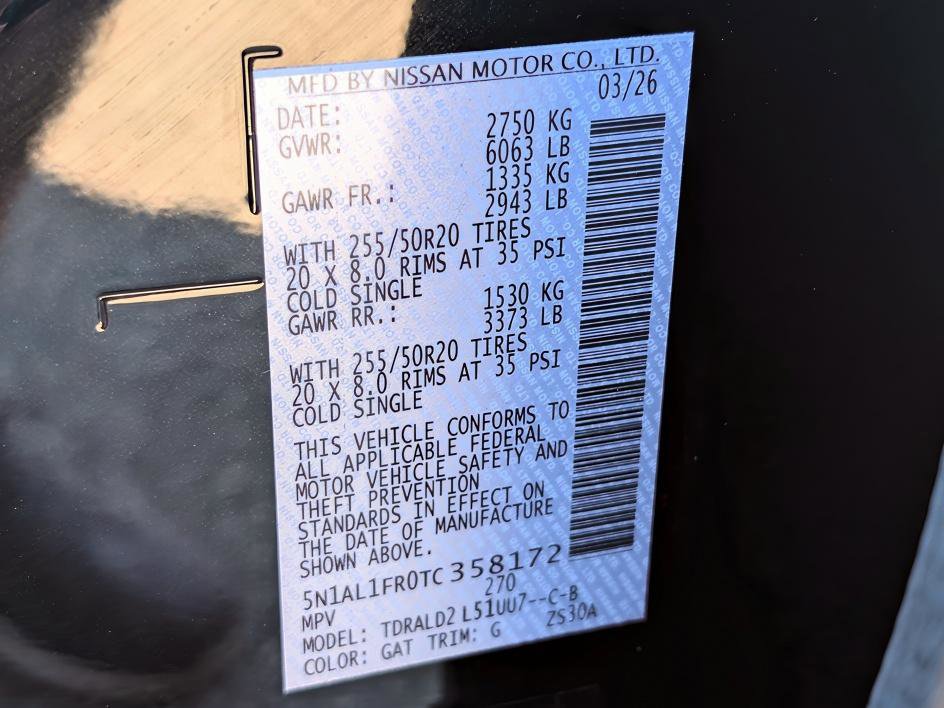 MFD BY NISSAN MOTOR CO., LTD.
DATE: 03/26
GVWR: 2750 KG
6063 LB
1335 KG
GAWR FR.: 2943 LB
WITH 255/50R20 TIRES
20 X 8.0 RIMS AT 35 PSI
COLD SINGLE
1530 KG
GAWR RR.: 3373 LB
WITH 255/50R20 TIRES
20 X 8.0 RIMS AT 35 PSI
COLD SINGLE
THIS VEHICLE CONFORMS TO
ALL APPLICABLE FEDERAL
MOTOR VEHICLE SAFETY AND
THEFT PREVENTION
STANDARDS IN EFFECT ON
THE DATE OF MANUFACTURE
SHOWN ABOVE.
5N1AL1FR0TC358172
MPV 270
MODEL: TDRALD2 L51UU7--C-B
COLOR: GAT TRIM: G ZS30A